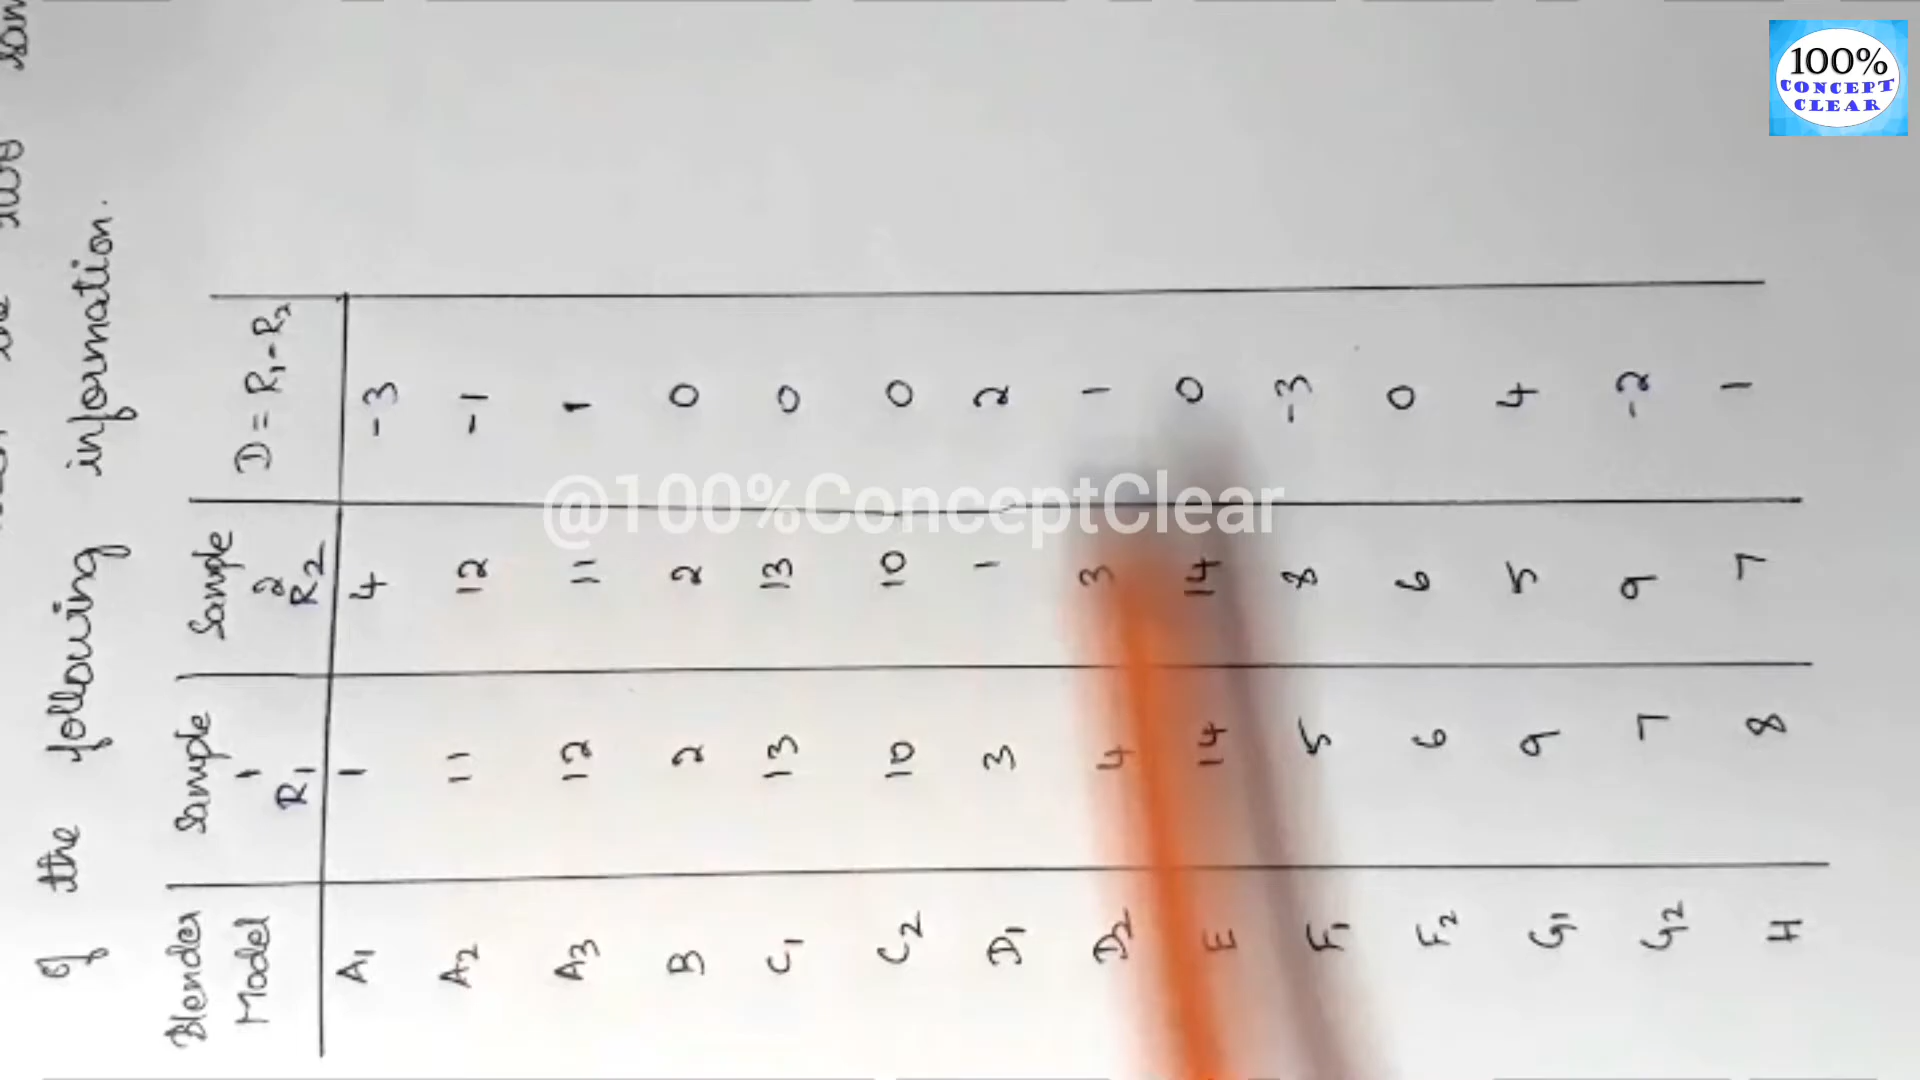 of the following information.
Blender Model Sample 1 R₁ Sample 2 R₂ D = R₁-R₂
A₁ 1 4 -3
A₂ 11 12 -1
A₃ 12 11 1
B 2 2 0
C₁ 13 13 0
C₂ 10 10 0
D₁ 3 1 2
D₂ 4 3 1
E 14 14 0
F₁ 5 8 -3
F₂ 6 6 0
G₁ 9 5 4
G₂ 7 9 -2
H 8 7 1
@100%ConceptClear
100%
CONCEPT
CLEAR